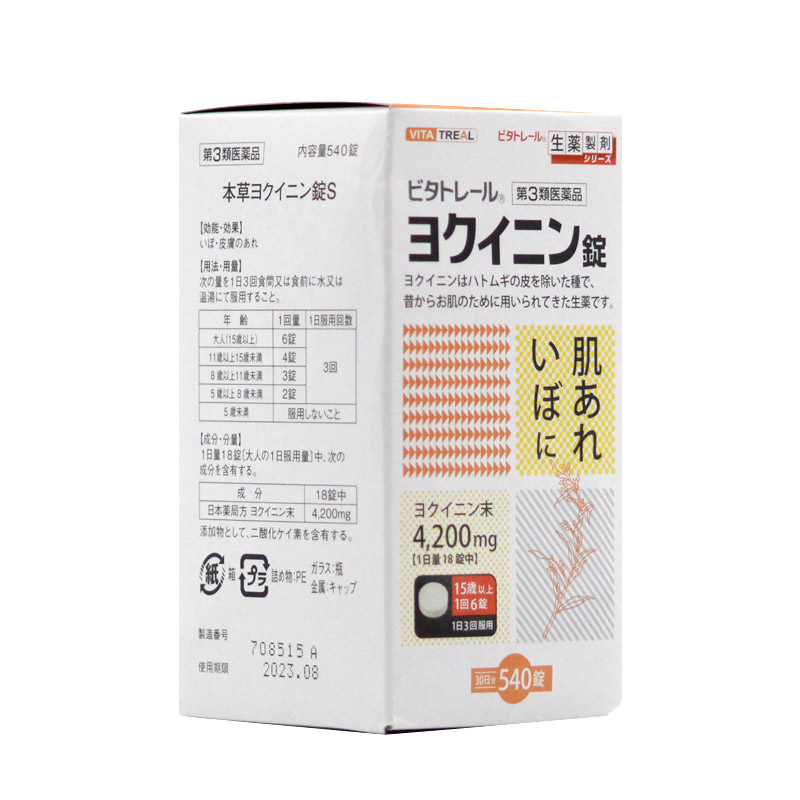 第3類医薬品 内容量540錠
本草ヨクイニン錠S
【効能・効果】
いぼ・皮膚のあれ
【用法・用量】
次の量を1日3回食間又は食前に水又は
温湯にて服用すること。
年 齢 1回量 1日服用回数
大人(15歳以上) 6錠 3回
11歳以上15歳未満 4錠
8歳以上11歳未満 3錠
5歳以上8歳未満 2錠
5歳未満 服用しないこと
【成分・分量】
1日量18錠(大人の1日服用量)中、次の
成分を含有する。
成 分 18錠中
日本薬局方 ヨクイニン末 4,200mg
添加物として、二酸化ケイ素を含有する。
紙 箱 プラ 詰め物:PE ガラス:瓶
金属:キャップ
製造番号 708515 A
使用期限 2023.08
VITA TREAL ビタトレール® 生薬製剤
シリーズ
ビタトレール® 第3類医薬品
ヨクイニン錠
ヨクイニンはハトムギの皮を除いた種で、
昔からお肌のために用いられてきた生薬です。
肌あれ
いぼに
ヨクイニン末
4,200mg
【1日量18錠中】
15歳以上
1回6錠
1日3回服用
30日分 540錠